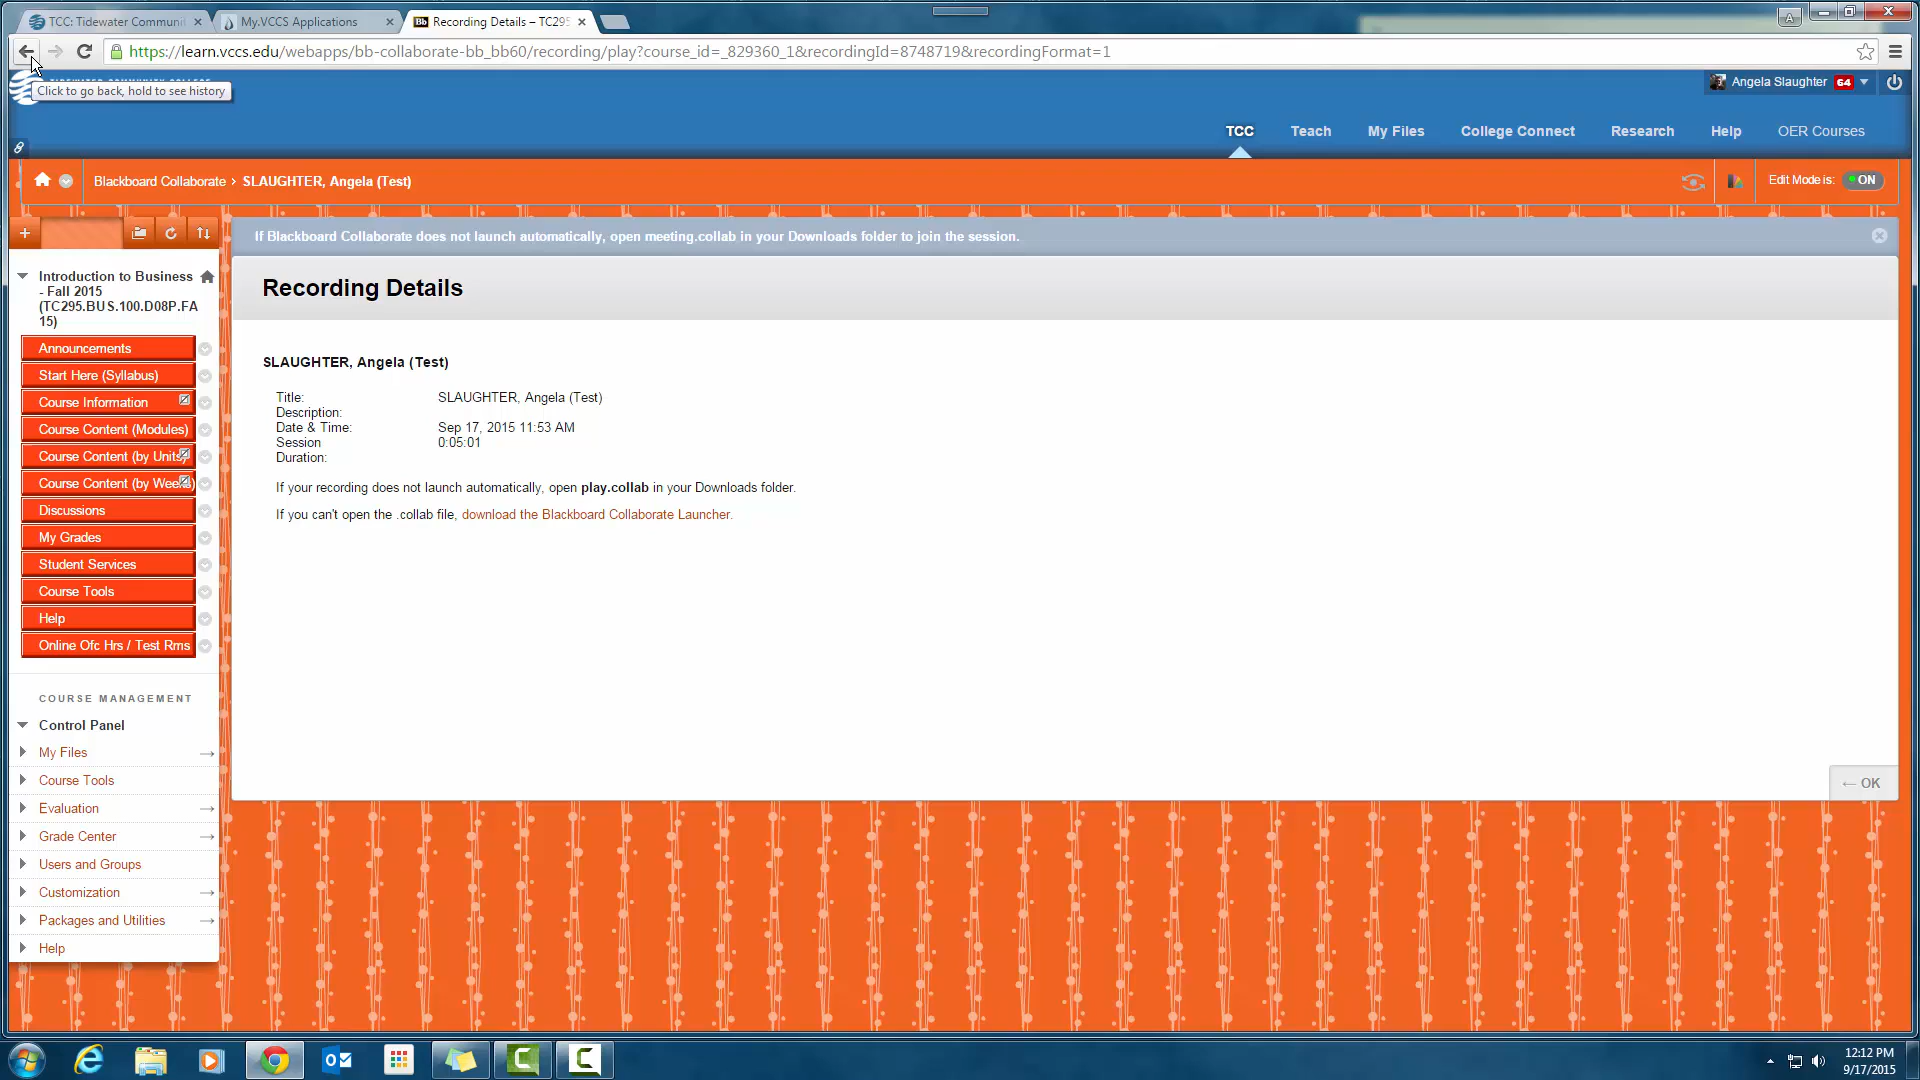 TCC: Tidewater Commun
My.VCCS Applications
Recording Details – TC295
https://learn.vccs.edu/webapps/bb-collaborate-bb_bb60/recording/play?course_id=_829360_1&recordingId=8748719&recordingFormat=1
Click to go back, hold to see history
Angela Slaughter 64
TCC Teach My Files College Connect Research Help OER Courses
Blackboard Collaborate › SLAUGHTER, Angela (Test)
Edit Mode is: ON
If Blackboard Collaborate does not launch automatically, open meeting.collab in your Downloads folder to join the session.
Recording Details
SLAUGHTER, Angela (Test)
Title: SLAUGHTER, Angela (Test)
Description:
Date & Time: Sep 17, 2015 11:53 AM
Session 0:05:01
Duration:
If your recording does not launch automatically, open play.collab in your Downloads folder.
If you can't open the .collab file, download the Blackboard Collaborate Launcher.
← OK
Introduction to Business
- Fall 2015
(TC295.BUS.100.D08P.FA
15)
Announcements
Start Here (Syllabus)
Course Information
Course Content (Modules)
Course Content (by Units)
Course Content (by Weeks)
Discussions
My Grades
Student Services
Course Tools
Help
Online Ofc Hrs / Test Rms
COURSE MANAGEMENT
Control Panel
My Files
Course Tools
Evaluation
Grade Center
Users and Groups
Customization
Packages and Utilities
Help
12:12 PM
9/17/2015